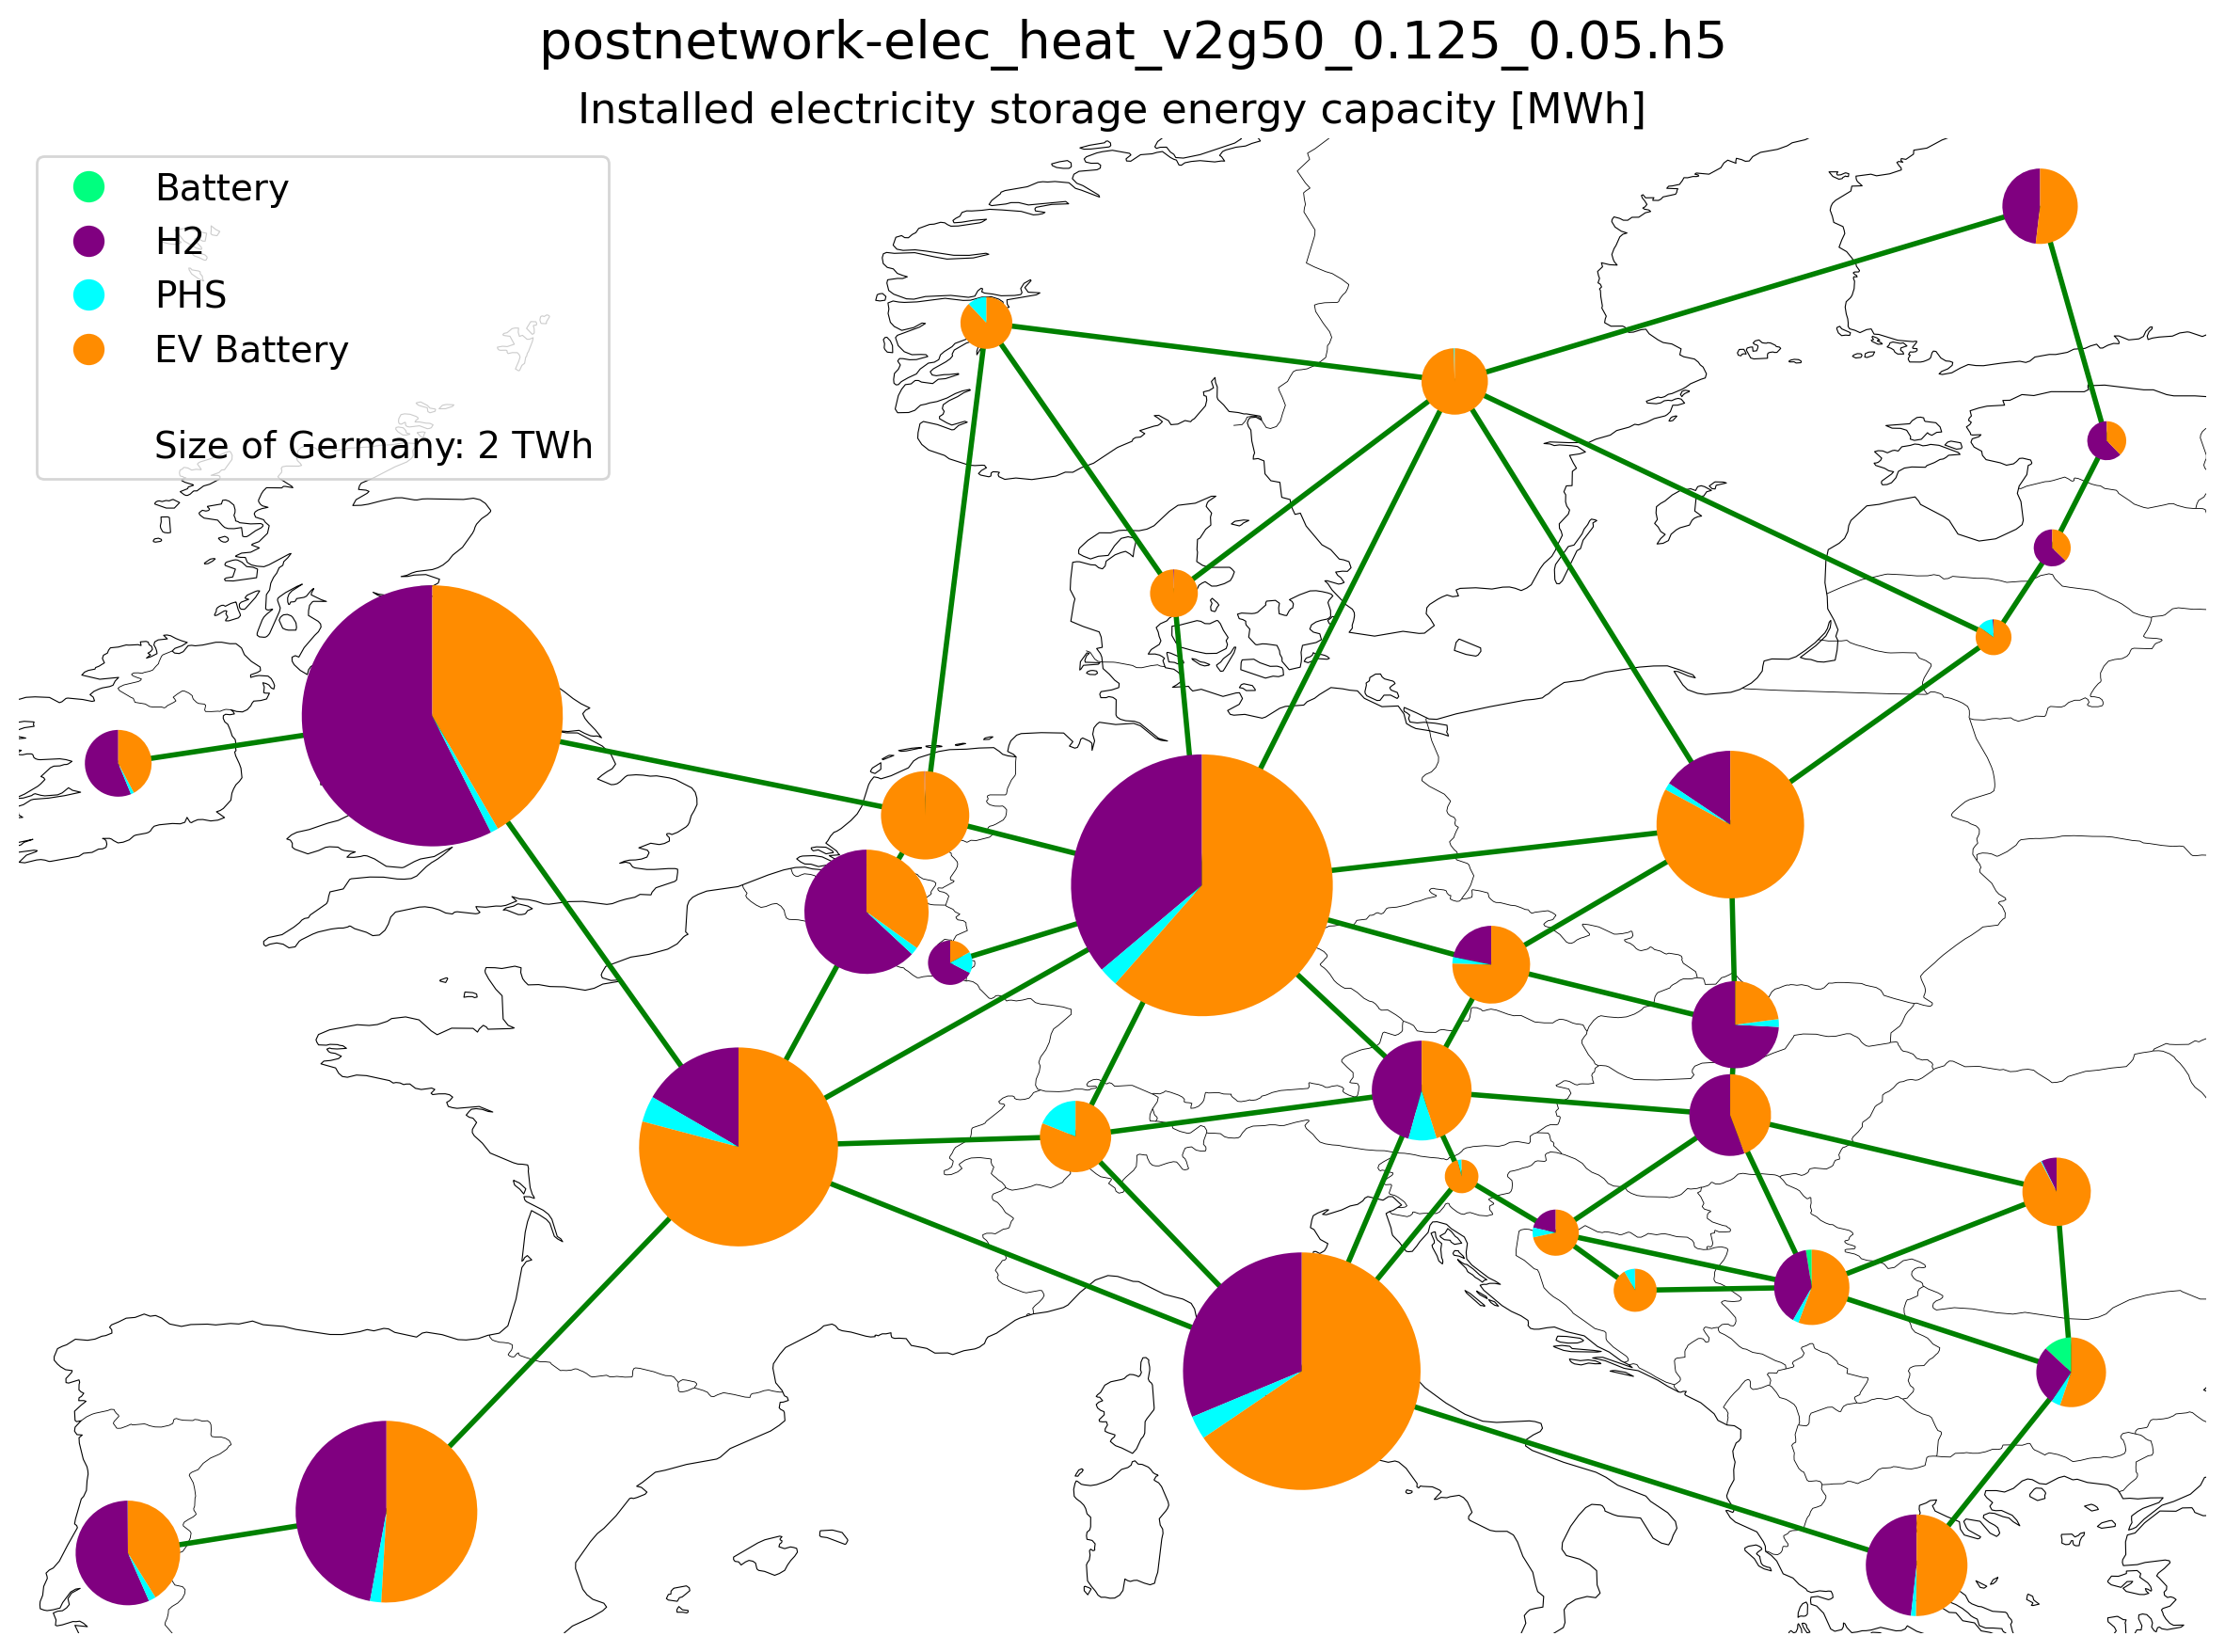 postnetwork-elec_heat_v2g50_0.125_0.05.h5
Installed electricity storage energy capacity [MWh]
Battery
H2
PHS
EV Battery
Size of Germany: 2 TWh